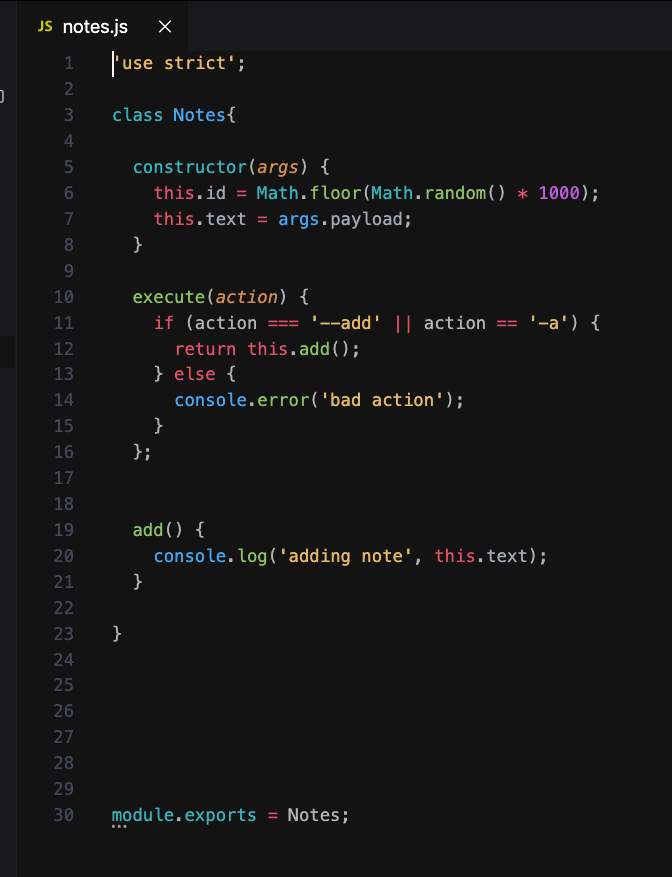 JS notes.js ×
1 'use strict';
2
3 class Notes{
4
5   constructor(args) {
6     this.id = Math.floor(Math.random() * 1000);
7     this.text = args.payload;
8   }
9
10   execute(action) {
11     if (action === '--add' || action == '-a') {
12       return this.add();
13     } else {
14       console.error('bad action');
15     }
16   };
17
18
19   add() {
20     console.log('adding note', this.text);
21   }
22
23 }
24
25
26
27
28
29
30 module.exports = Notes;